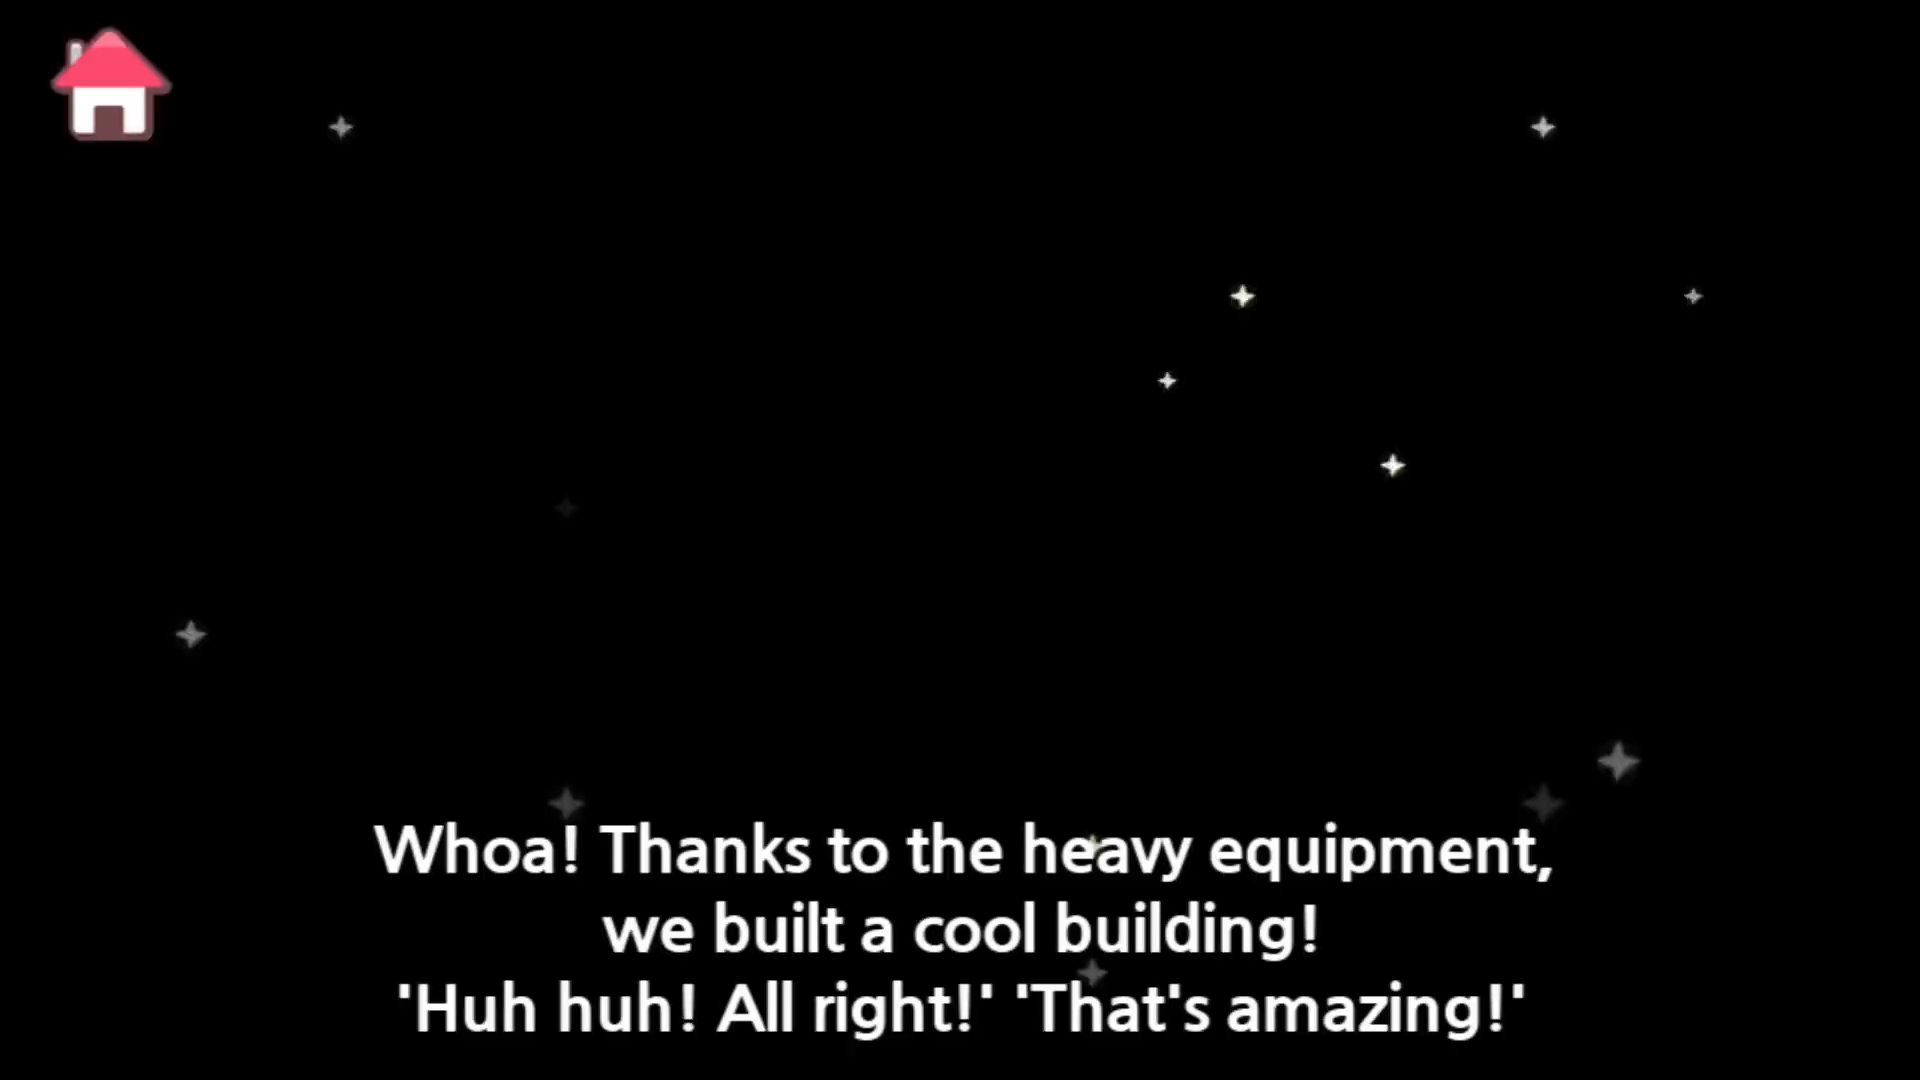 Whoa! Thanks to the heavy equipment,
we built a cool building!
'Huh huh! All right!' 'That's amazing!'